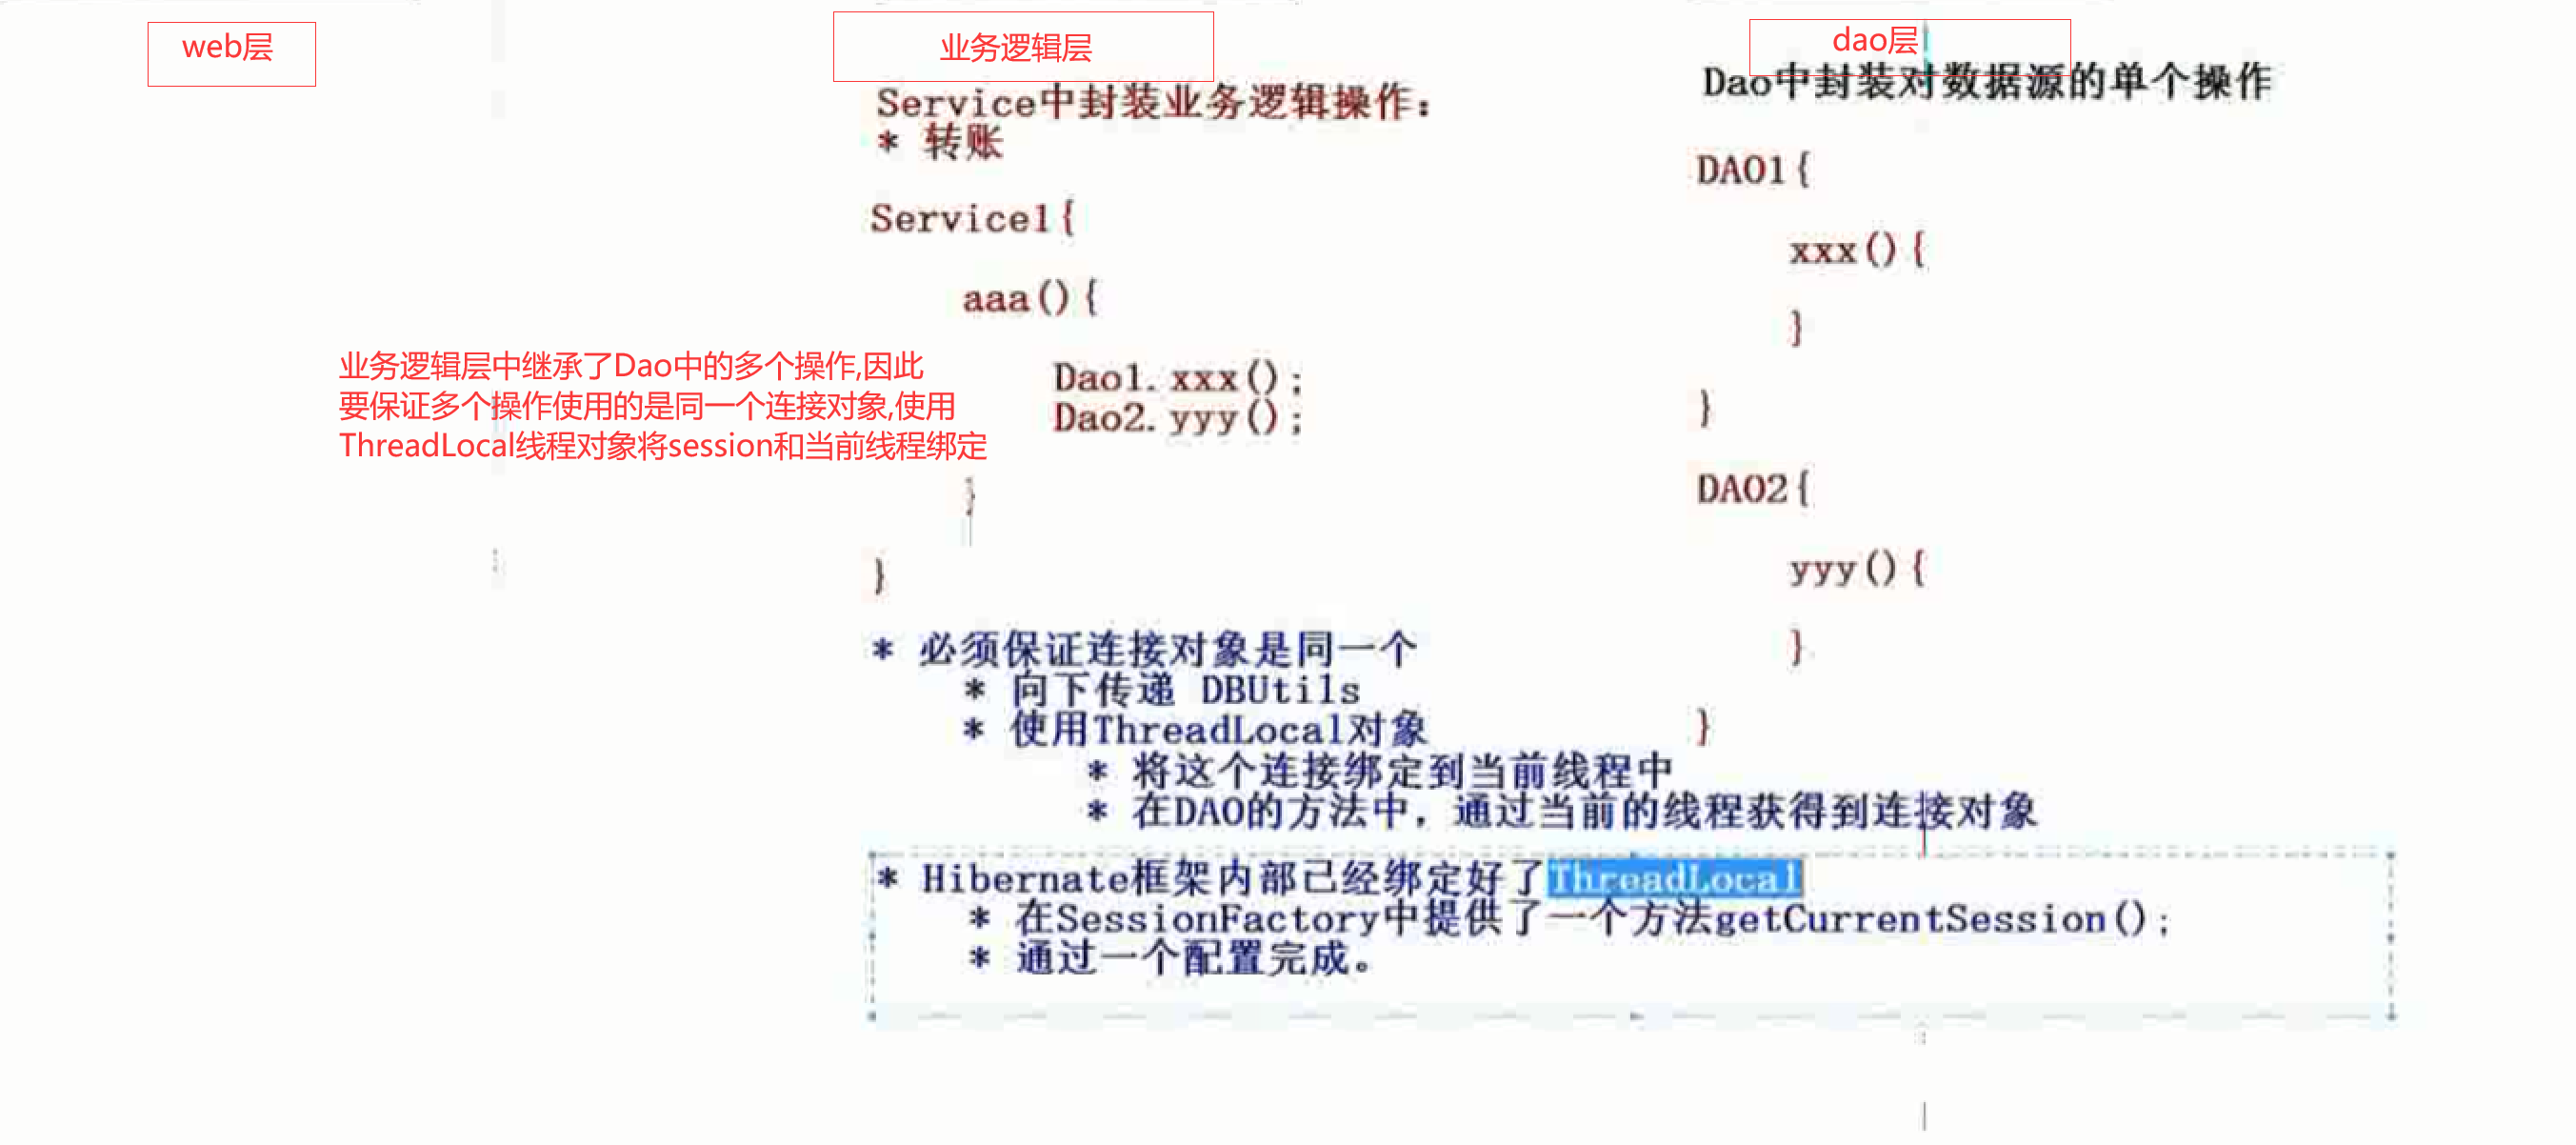 web层
业务逻辑层
dao层
Service中封装业务逻辑操作：
* 转账
Service1{
aaa(){
Dao1.xxx();
Dao2.yyy();
}
}
业务逻辑层中继承了Dao中的多个操作,因此
要保证多个操作使用的是同一个连接对象,使用
ThreadLocal线程对象将session和当前线程绑定
Dao中封装对数据源的单个操作
DAO1{
xxx(){
}
}
DAO2{
yyy(){
}
}
* 必须保证连接对象是同一个
* 向下传递 DBUtils
* 使用ThreadLocal对象
* 将这个连接绑定到当前线程中
* 在DAO的方法中，通过当前的线程获得到连接对象
* Hibernate框架内部已经绑定好了ThreadLocal
* 在SessionFactory中提供了一个方法getCurrentSession();
* 通过一个配置完成。